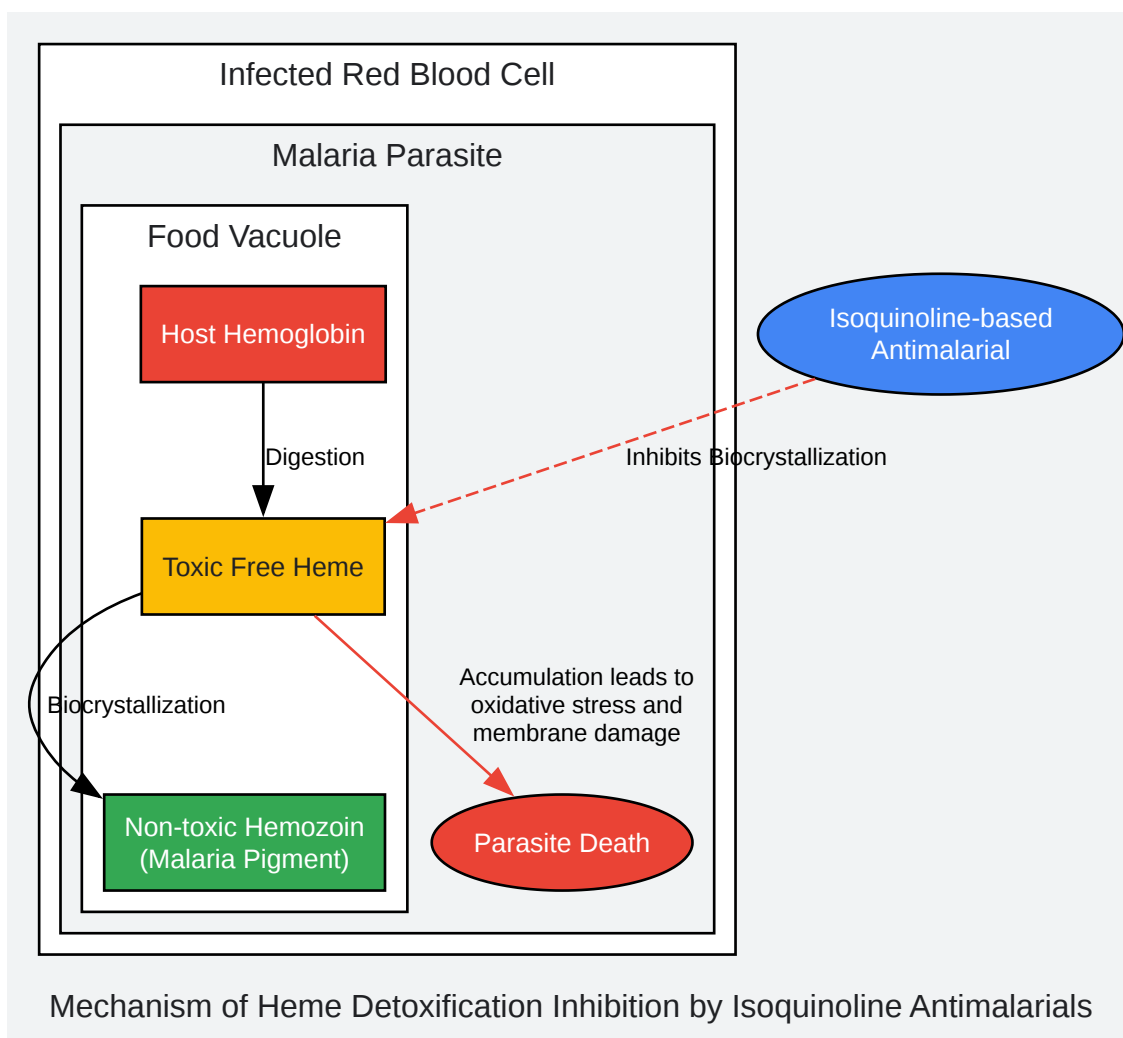 Infected Red Blood Cell
Malaria Parasite
Food Vacuole
Host Hemoglobin
Isoquinoline-based
Antimalarial
Digestion
Inhibits Biocrystallization
Toxic Free Heme
Accumulation leads to
oxidative stress and
membrane damage
Biocrystallization
Non-toxic Hemozoin
(Malaria Pigment)
Parasite Death
Mechanism of Heme Detoxification Inhibition by Isoquinoline Antimalarials